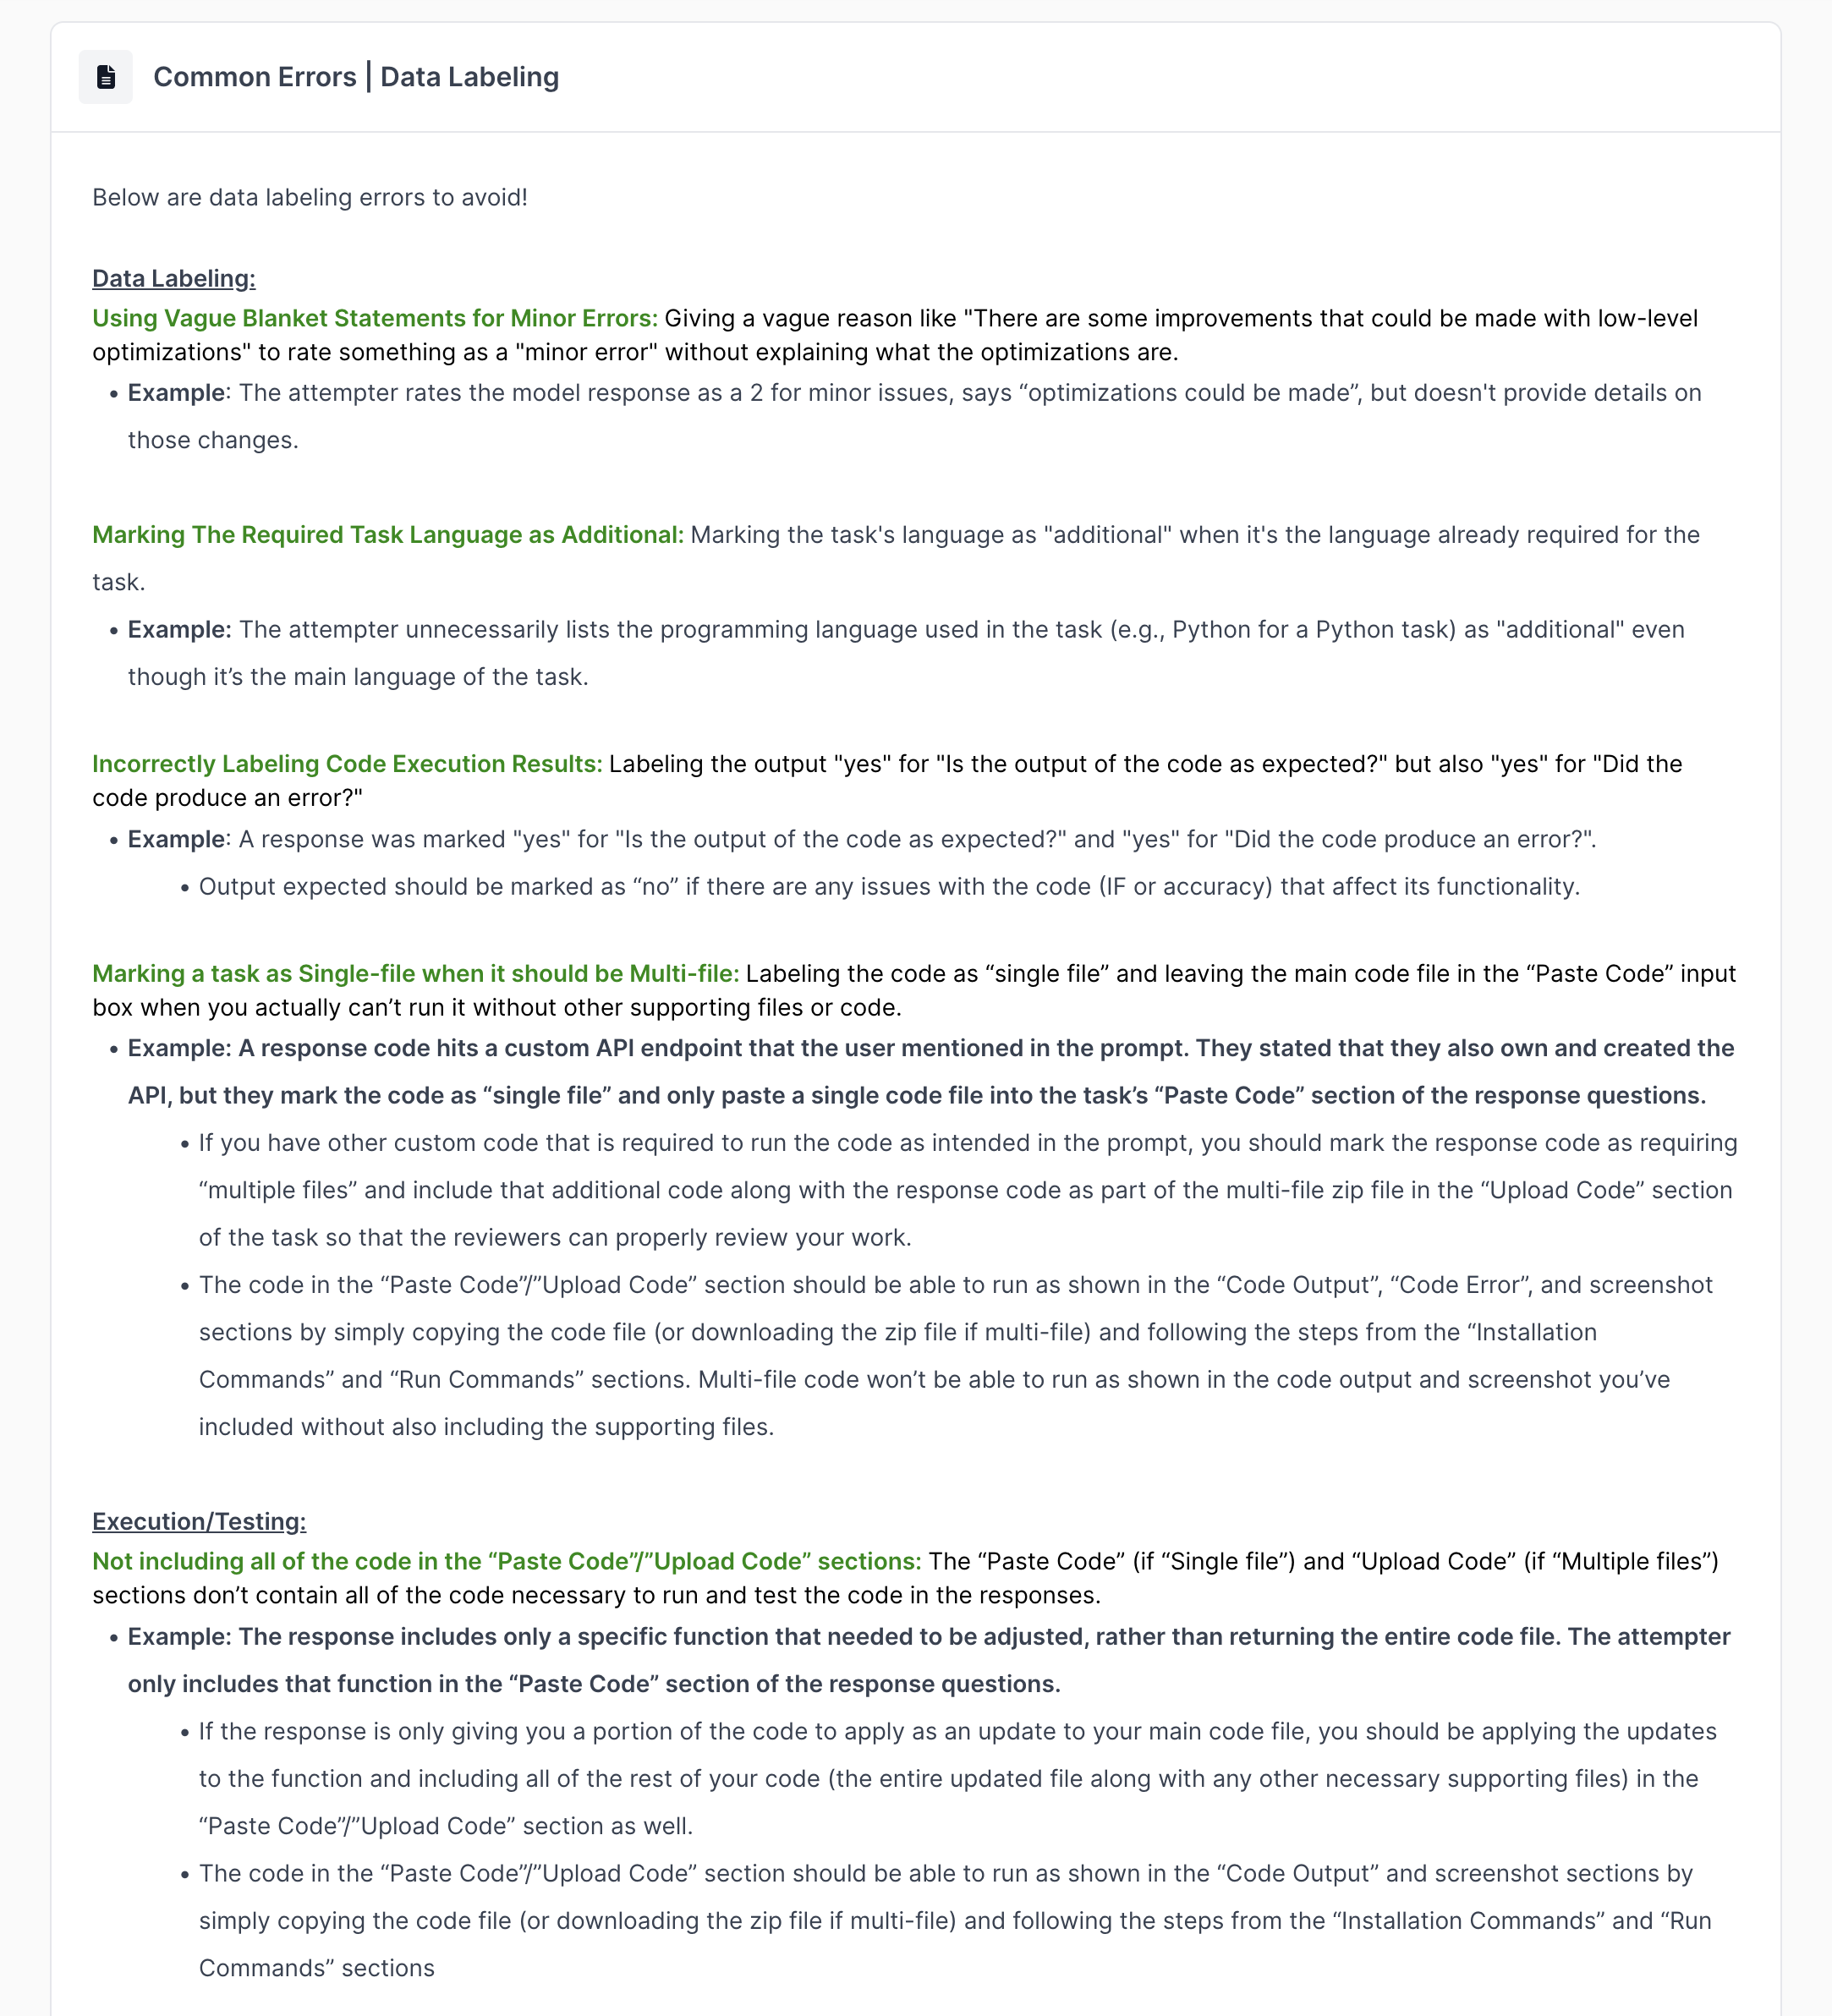 Common Errors | Data Labeling
Below are data labeling errors to avoid!
Data Labeling:
Using Vague Blanket Statements for Minor Errors: Giving a vague reason like "There are some improvements that could be made with low-level
optimizations" to rate something as a "minor error" without explaining what the optimizations are.
• Example: The attempter rates the model response as a 2 for minor issues, says “optimizations could be made”, but doesn't provide details on
those changes.
Marking The Required Task Language as Additional: Marking the task's language as "additional" when it's the language already required for the
task.
• Example: The attempter unnecessarily lists the programming language used in the task (e.g., Python for a Python task) as "additional" even
though it’s the main language of the task.
Incorrectly Labeling Code Execution Results: Labeling the output "yes" for "Is the output of the code as expected?" but also "yes" for "Did the
code produce an error?"
• Example: A response was marked "yes" for "Is the output of the code as expected?" and "yes" for "Did the code produce an error?".
• Output expected should be marked as “no” if there are any issues with the code (IF or accuracy) that affect its functionality.
Marking a task as Single-file when it should be Multi-file: Labeling the code as “single file” and leaving the main code file in the “Paste Code” input
box when you actually can’t run it without other supporting files or code.
• Example: A response code hits a custom API endpoint that the user mentioned in the prompt. They stated that they also own and created the
API, but they mark the code as “single file” and only paste a single code file into the task’s “Paste Code” section of the response questions.
• If you have other custom code that is required to run the code as intended in the prompt, you should mark the response code as requiring
“multiple files” and include that additional code along with the response code as part of the multi-file zip file in the “Upload Code” section
of the task so that the reviewers can properly review your work.
• The code in the “Paste Code”/”Upload Code” section should be able to run as shown in the “Code Output”, “Code Error”, and screenshot
sections by simply copying the code file (or downloading the zip file if multi-file) and following the steps from the “Installation
Commands” and “Run Commands” sections. Multi-file code won’t be able to run as shown in the code output and screenshot you’ve
included without also including the supporting files.
Execution/Testing:
Not including all of the code in the “Paste Code”/”Upload Code” sections: The “Paste Code” (if “Single file”) and “Upload Code” (if “Multiple files”)
sections don’t contain all of the code necessary to run and test the code in the responses.
• Example: The response includes only a specific function that needed to be adjusted, rather than returning the entire code file. The attempter
only includes that function in the “Paste Code” section of the response questions.
• If the response is only giving you a portion of the code to apply as an update to your main code file, you should be applying the updates
to the function and including all of the rest of your code (the entire updated file along with any other necessary supporting files) in the
“Paste Code”/”Upload Code” section as well.
• The code in the “Paste Code”/”Upload Code” section should be able to run as shown in the “Code Output” and screenshot sections by
simply copying the code file (or downloading the zip file if multi-file) and following the steps from the “Installation Commands” and “Run
Commands” sections